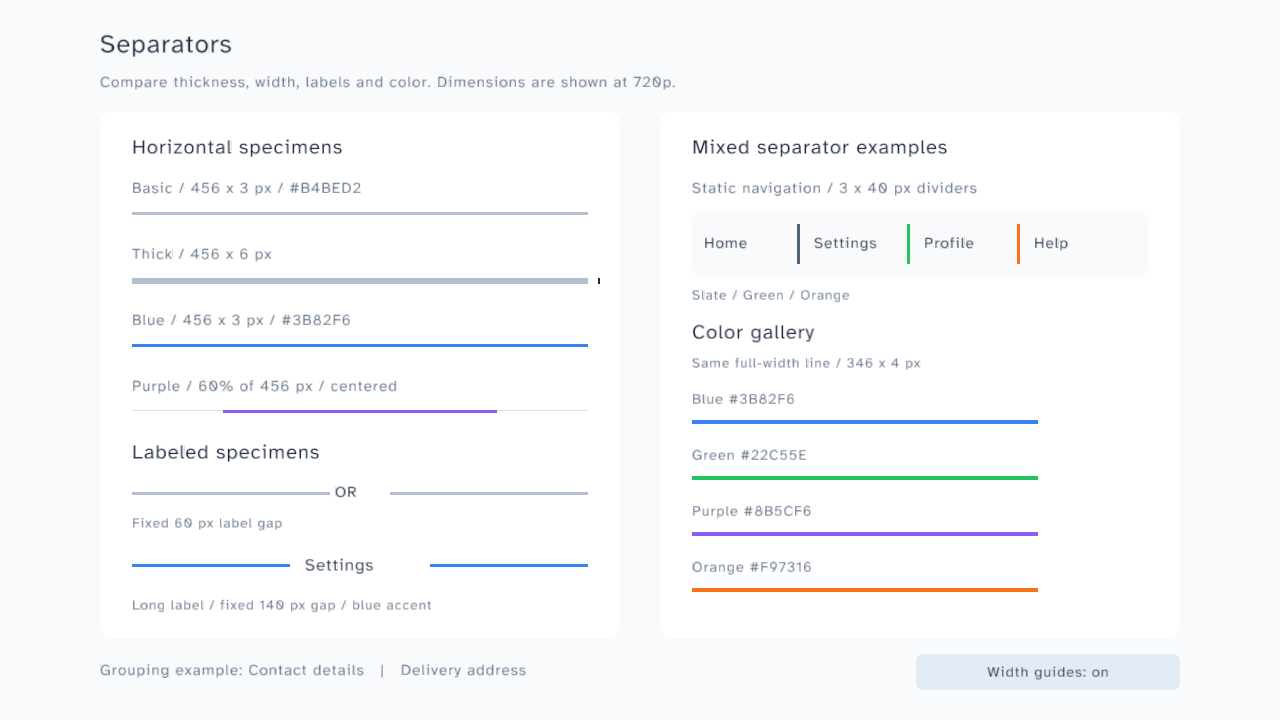 Separators
Compare thickness, width, labels and color. Dimensions are shown at 720p.
Horizontal specimens
Basic / 456 x 3 px / #B4BED2
Thick / 456 x 6 px
Blue / 456 x 3 px / #3B82F6
Purple / 60% of 456 px / centered
Labeled specimens
OR
Fixed 60 px label gap
Settings
Long label / fixed 140 px gap / blue accent
Mixed separator examples
Static navigation / 3 x 40 px dividers
Home Settings Profile Help
Slate / Green / Orange
Color gallery
Same full-width line / 346 x 4 px
Blue #3B82F6
Green #22C55E
Purple #8B5CF6
Orange #F97316
Grouping example: Contact details | Delivery address
Width guides: on